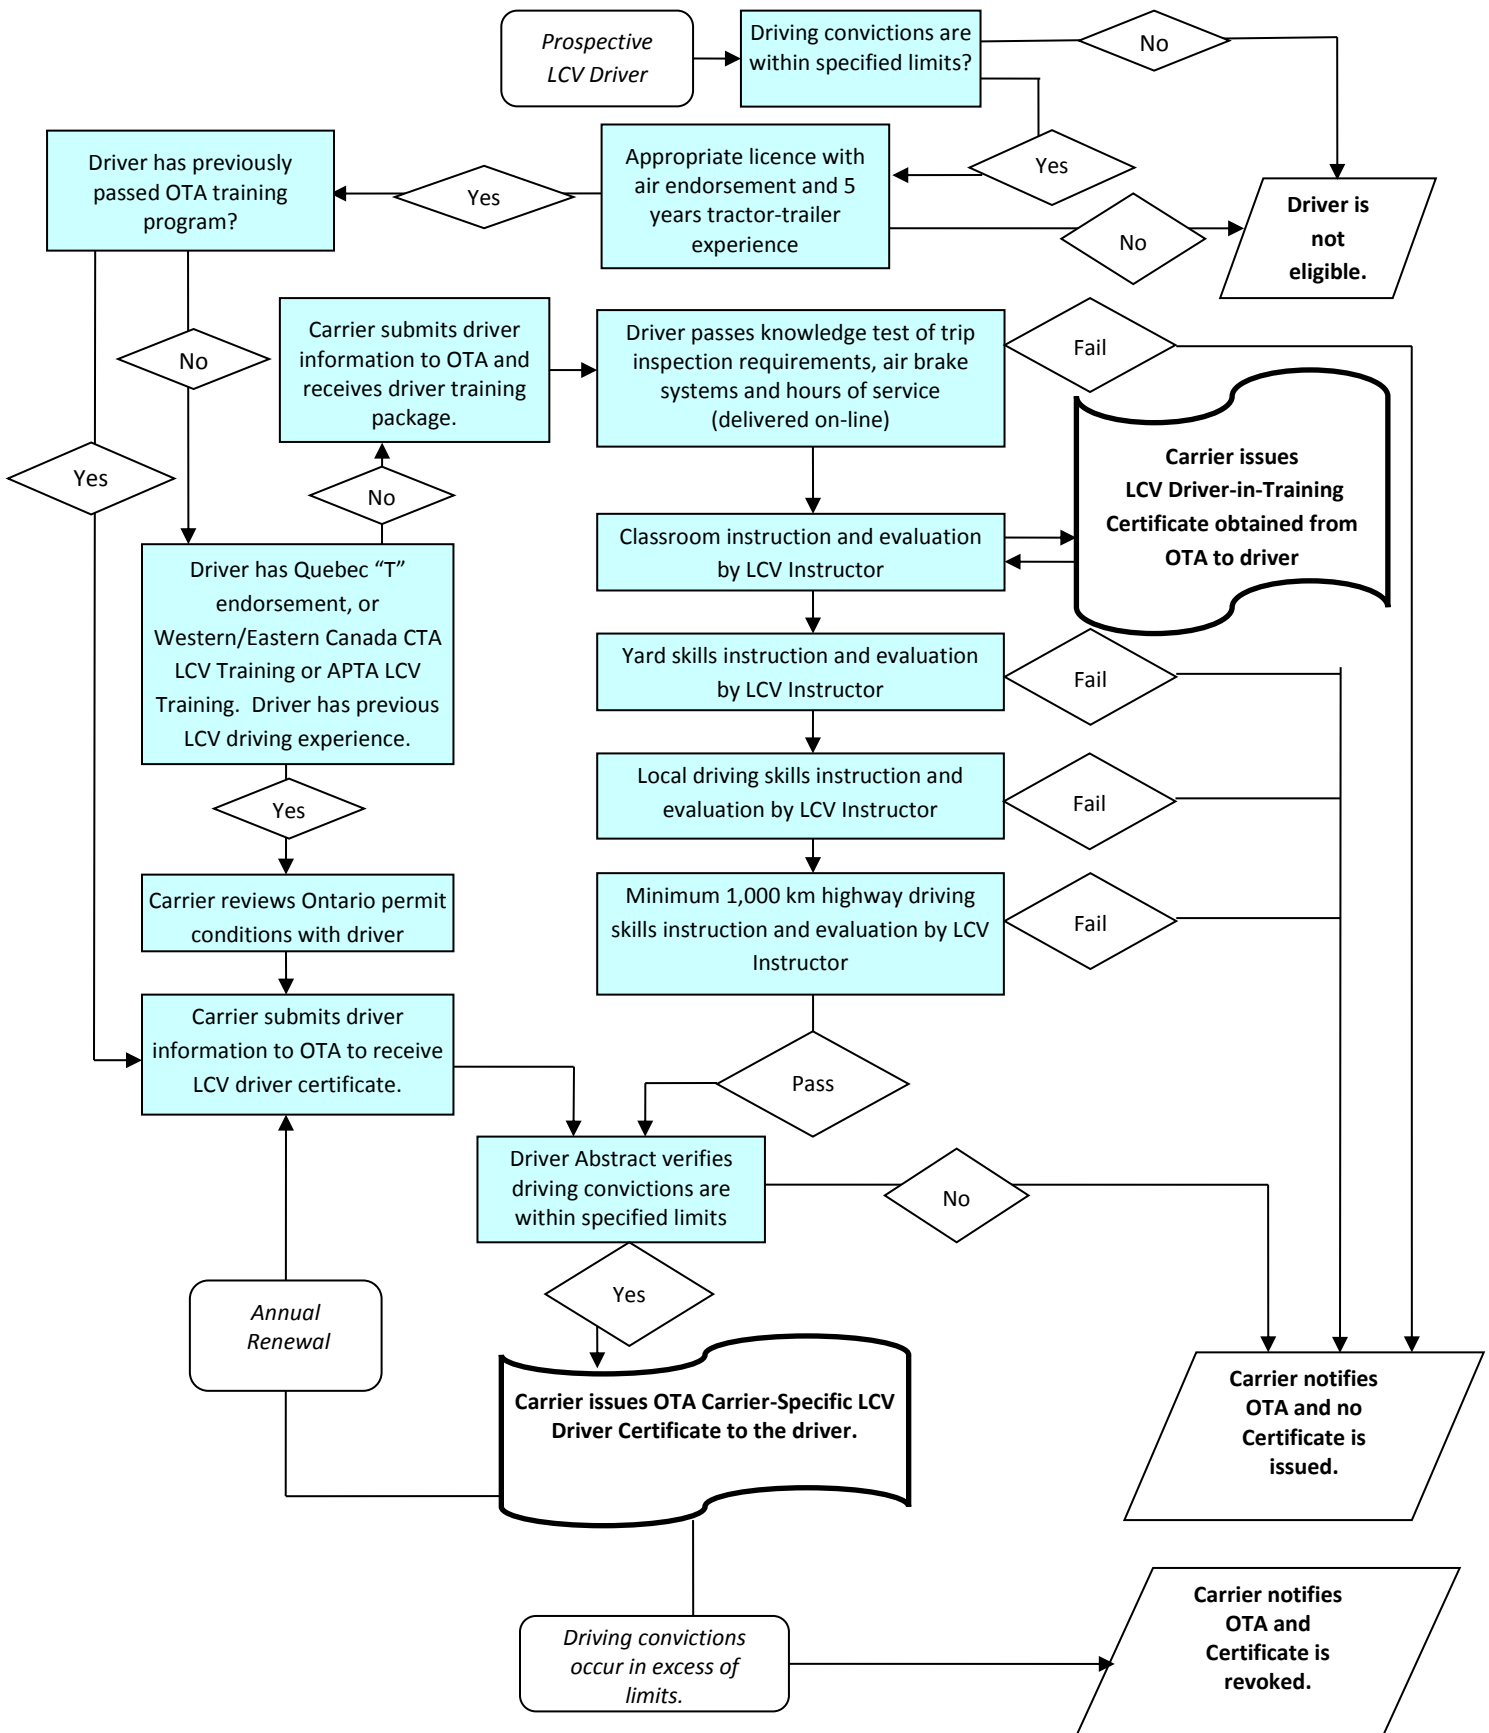 Prospective
LCV Driver
Driving convictions are
within specified limits?
No
Yes
Driver has previously
passed OTA training
program?
Yes
Appropriate licence with
air endorsement and 5
years tractor-trailer
experience
No
Driver is
not
eligible.
No
Yes
Carrier submits driver
information to OTA and
receives driver training
package.
Driver passes knowledge test of trip
inspection requirements, air brake
systems and hours of service
(delivered on-line)
Fail
Carrier issues
LCV Driver-in-Training
Certificate obtained from
OTA to driver
No
Classroom instruction and evaluation
by LCV Instructor
Driver has Quebec “T”
endorsement, or
Western/Eastern Canada CTA
LCV Training or APTA LCV
Training.  Driver has previous
LCV driving experience.
Yard skills instruction and evaluation
by LCV Instructor
Fail
Local driving skills instruction and
evaluation by LCV Instructor
Fail
Yes
Carrier reviews Ontario permit
conditions with driver
Minimum 1,000 km highway driving
skills instruction and evaluation by LCV
Instructor
Fail
Carrier submits driver
information to OTA to receive
LCV driver certificate.
Pass
Driver Abstract verifies
driving convictions are
within specified limits
No
Yes
Annual
Renewal
Carrier issues OTA Carrier-Specific LCV
Driver Certificate to the driver.
Carrier notifies
OTA and no
Certificate is
issued.
Driving convictions
occur in excess of
limits.
Carrier notifies
OTA and
Certificate is
revoked.